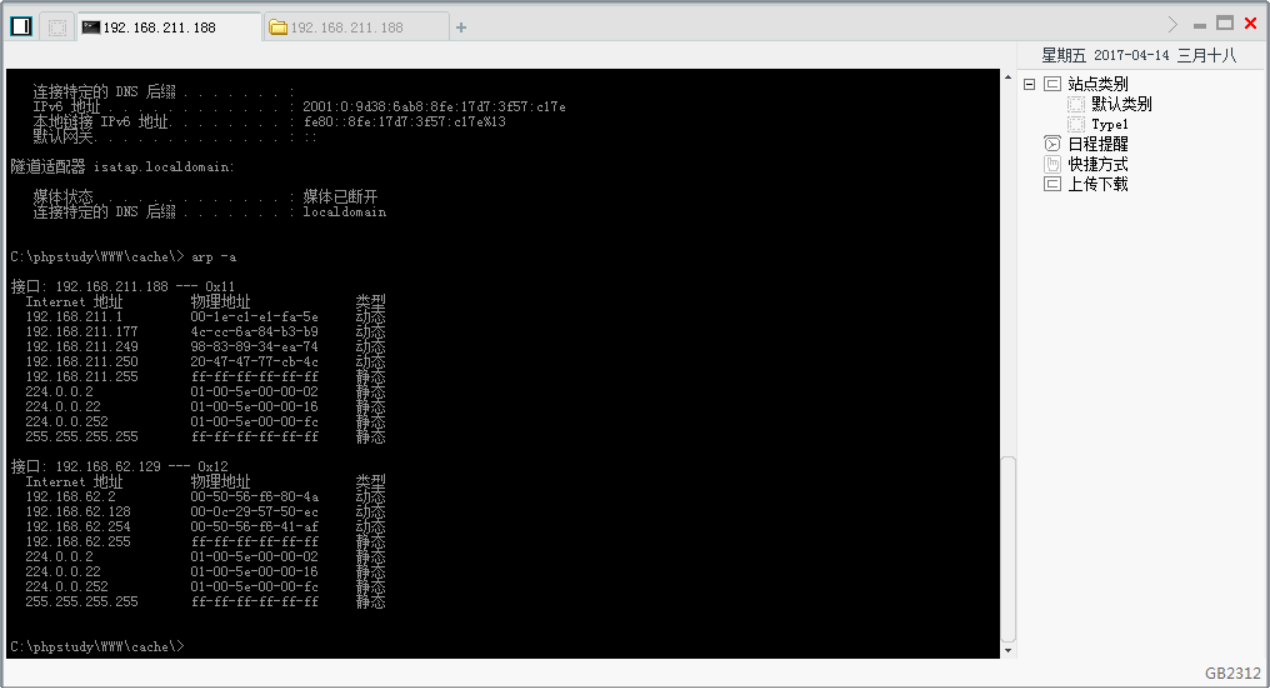 192.168.211.188
192.168.211.188
+
星期五 2017-04-14 三月十八
连接特定的 DNS 后缀 . . . . . . . :
IPv6 地址 . . . . . . . . . . . . : 2001:0:9d38:6ab8:8fe:17d7:3f57:c17e
本地链接 IPv6 地址. . . . . . . . : fe80::8fe:17d7:3f57:c17e%13
默认网关. . . . . . . . . . . . . : ::
隧道适配器 isatap.localdomain:
媒体状态 . . . . . . . . . . . . : 媒体已断开
连接特定的 DNS 后缀 . . . . . . . : localdomain
C:\phpstudy\WWW\cache\> arp -a
接口: 192.168.211.188 --- 0x11
Internet 地址 物理地址 类型
192.168.211.1 00-1e-c1-e1-fa-5e 动态
192.168.211.177 4c-cc-6a-84-b3-b9 动态
192.168.211.249 98-83-89-34-ea-74 动态
192.168.211.250 20-47-47-77-cb-4c 动态
192.168.211.255 ff-ff-ff-ff-ff-ff 静态
224.0.0.2 01-00-5e-00-00-02 静态
224.0.0.22 01-00-5e-00-00-16 静态
224.0.0.252 01-00-5e-00-00-fc 静态
255.255.255.255 ff-ff-ff-ff-ff-ff 静态
接口: 192.168.62.129 --- 0x12
Internet 地址 物理地址 类型
192.168.62.2 00-50-56-f6-80-4a 动态
192.168.62.128 00-0c-29-57-50-ec 动态
192.168.62.254 00-50-56-f6-41-af 动态
192.168.62.255 ff-ff-ff-ff-ff-ff 静态
224.0.0.2 01-00-5e-00-00-02 静态
224.0.0.22 01-00-5e-00-00-16 静态
224.0.0.252 01-00-5e-00-00-fc 静态
255.255.255.255 ff-ff-ff-ff-ff-ff 静态
C:\phpstudy\WWW\cache\>
站点类别
默认类别
Type1
日程提醒
快捷方式
上传下载
GB2312